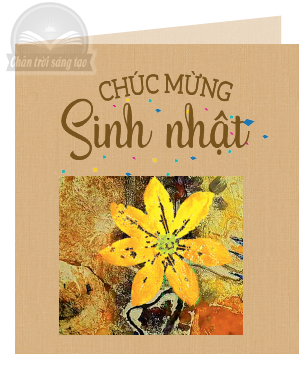 Chân trời sáng tạo
CHÚC MỪNG
Sinh nhật